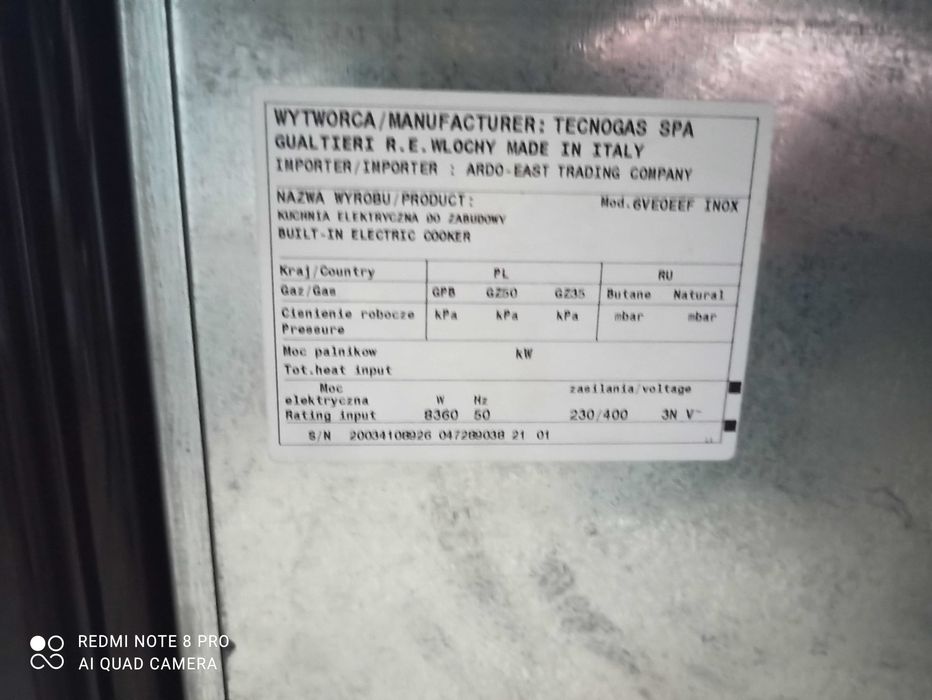 WYTWORCA/MANUFACTURER: TECNOGAS SPA
GUALTIERI R.E.WLOCHY MADE IN ITALY
IMPORTER/IMPORTER : ARDO-EAST TRADING COMPANY
NAZWA WYROBU/PRODUCT: Mod.6VE0EEF INOX
KUCHNIA ELEKTRYCZNA DO ZABUDOWY
BUILT-IN ELECTRIC COOKER
Kraj/Country PL RU
Gaz/Gas GPB GZ50 GZ35 Butane Natural
Cisnienie robocze kPa kPa kPa mbar mbar
Pressure
Moc palnikow kW
Tot.heat input
Moc zasilania/voltage
elektryczna W Hz
Rating input 8360 50 230/400 3N V~
S/N 20034108926 047289038 21 01
REDMI NOTE 8 PRO
AI QUAD CAMERA